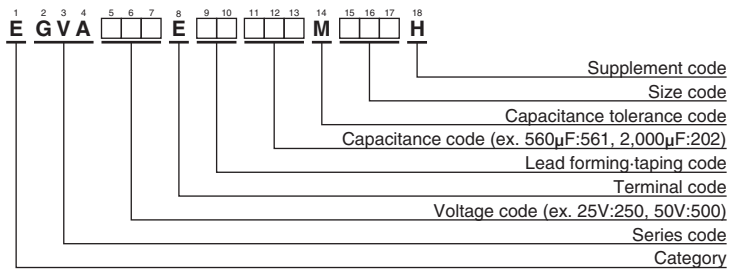 1 2 3 4 5 6 7 8 9 10 11 12 13 14 15 16 17 18
E GVA E M H
Supplement code
Size code
Capacitance tolerance code
Capacitance code (ex. 560μF:561, 2,000μF:202)
Lead forming·taping code
Terminal code
Voltage code (ex. 25V:250, 50V:500)
Series code
Category